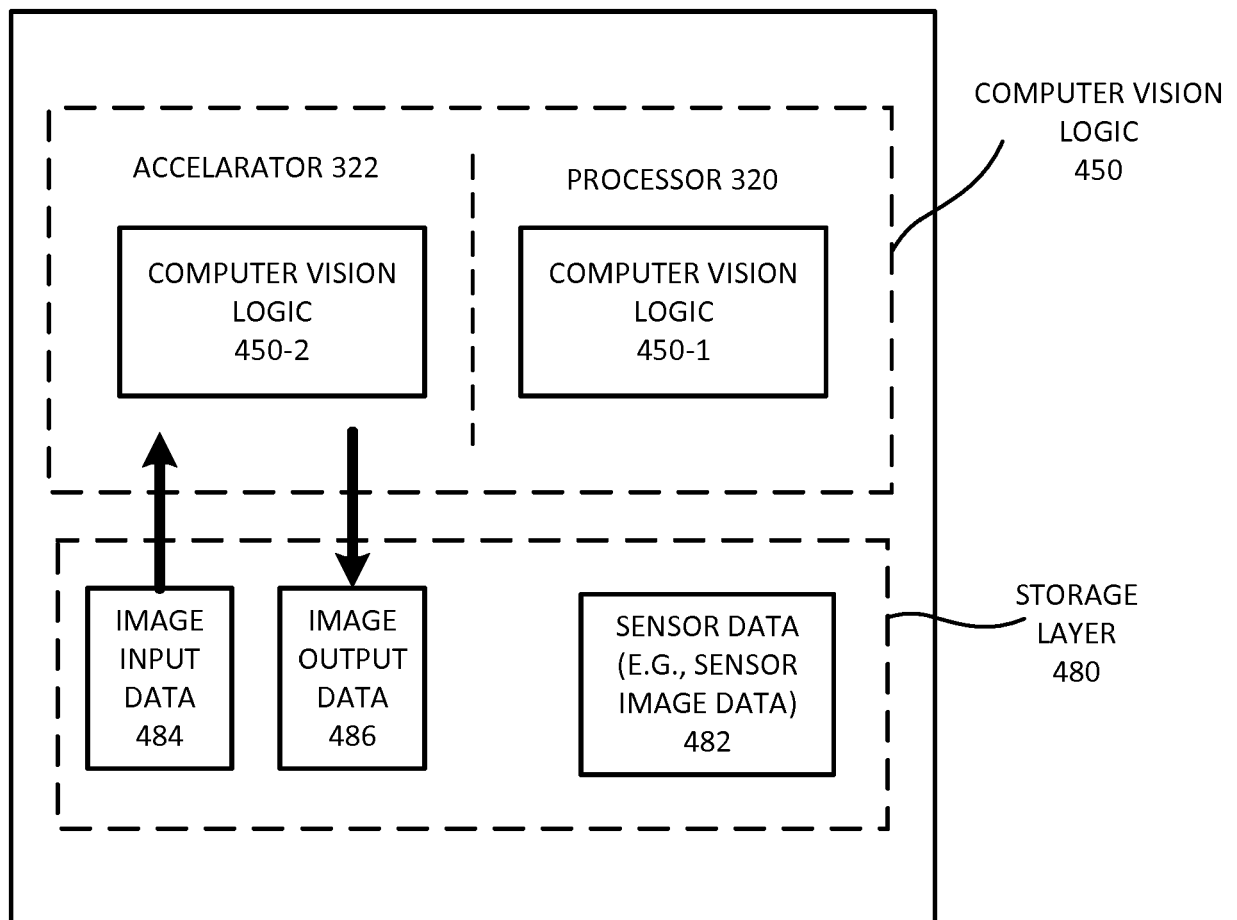 COMPUTER VISION
LOGIC
450
ACCELARATOR 322
PROCESSOR 320
COMPUTER VISION
LOGIC
450-2
COMPUTER VISION
LOGIC
450-1
IMAGE
INPUT
DATA
484
IMAGE
OUTPUT
DATA
486
SENSOR DATA
(E.G., SENSOR
IMAGE DATA)
482
STORAGE
LAYER
480